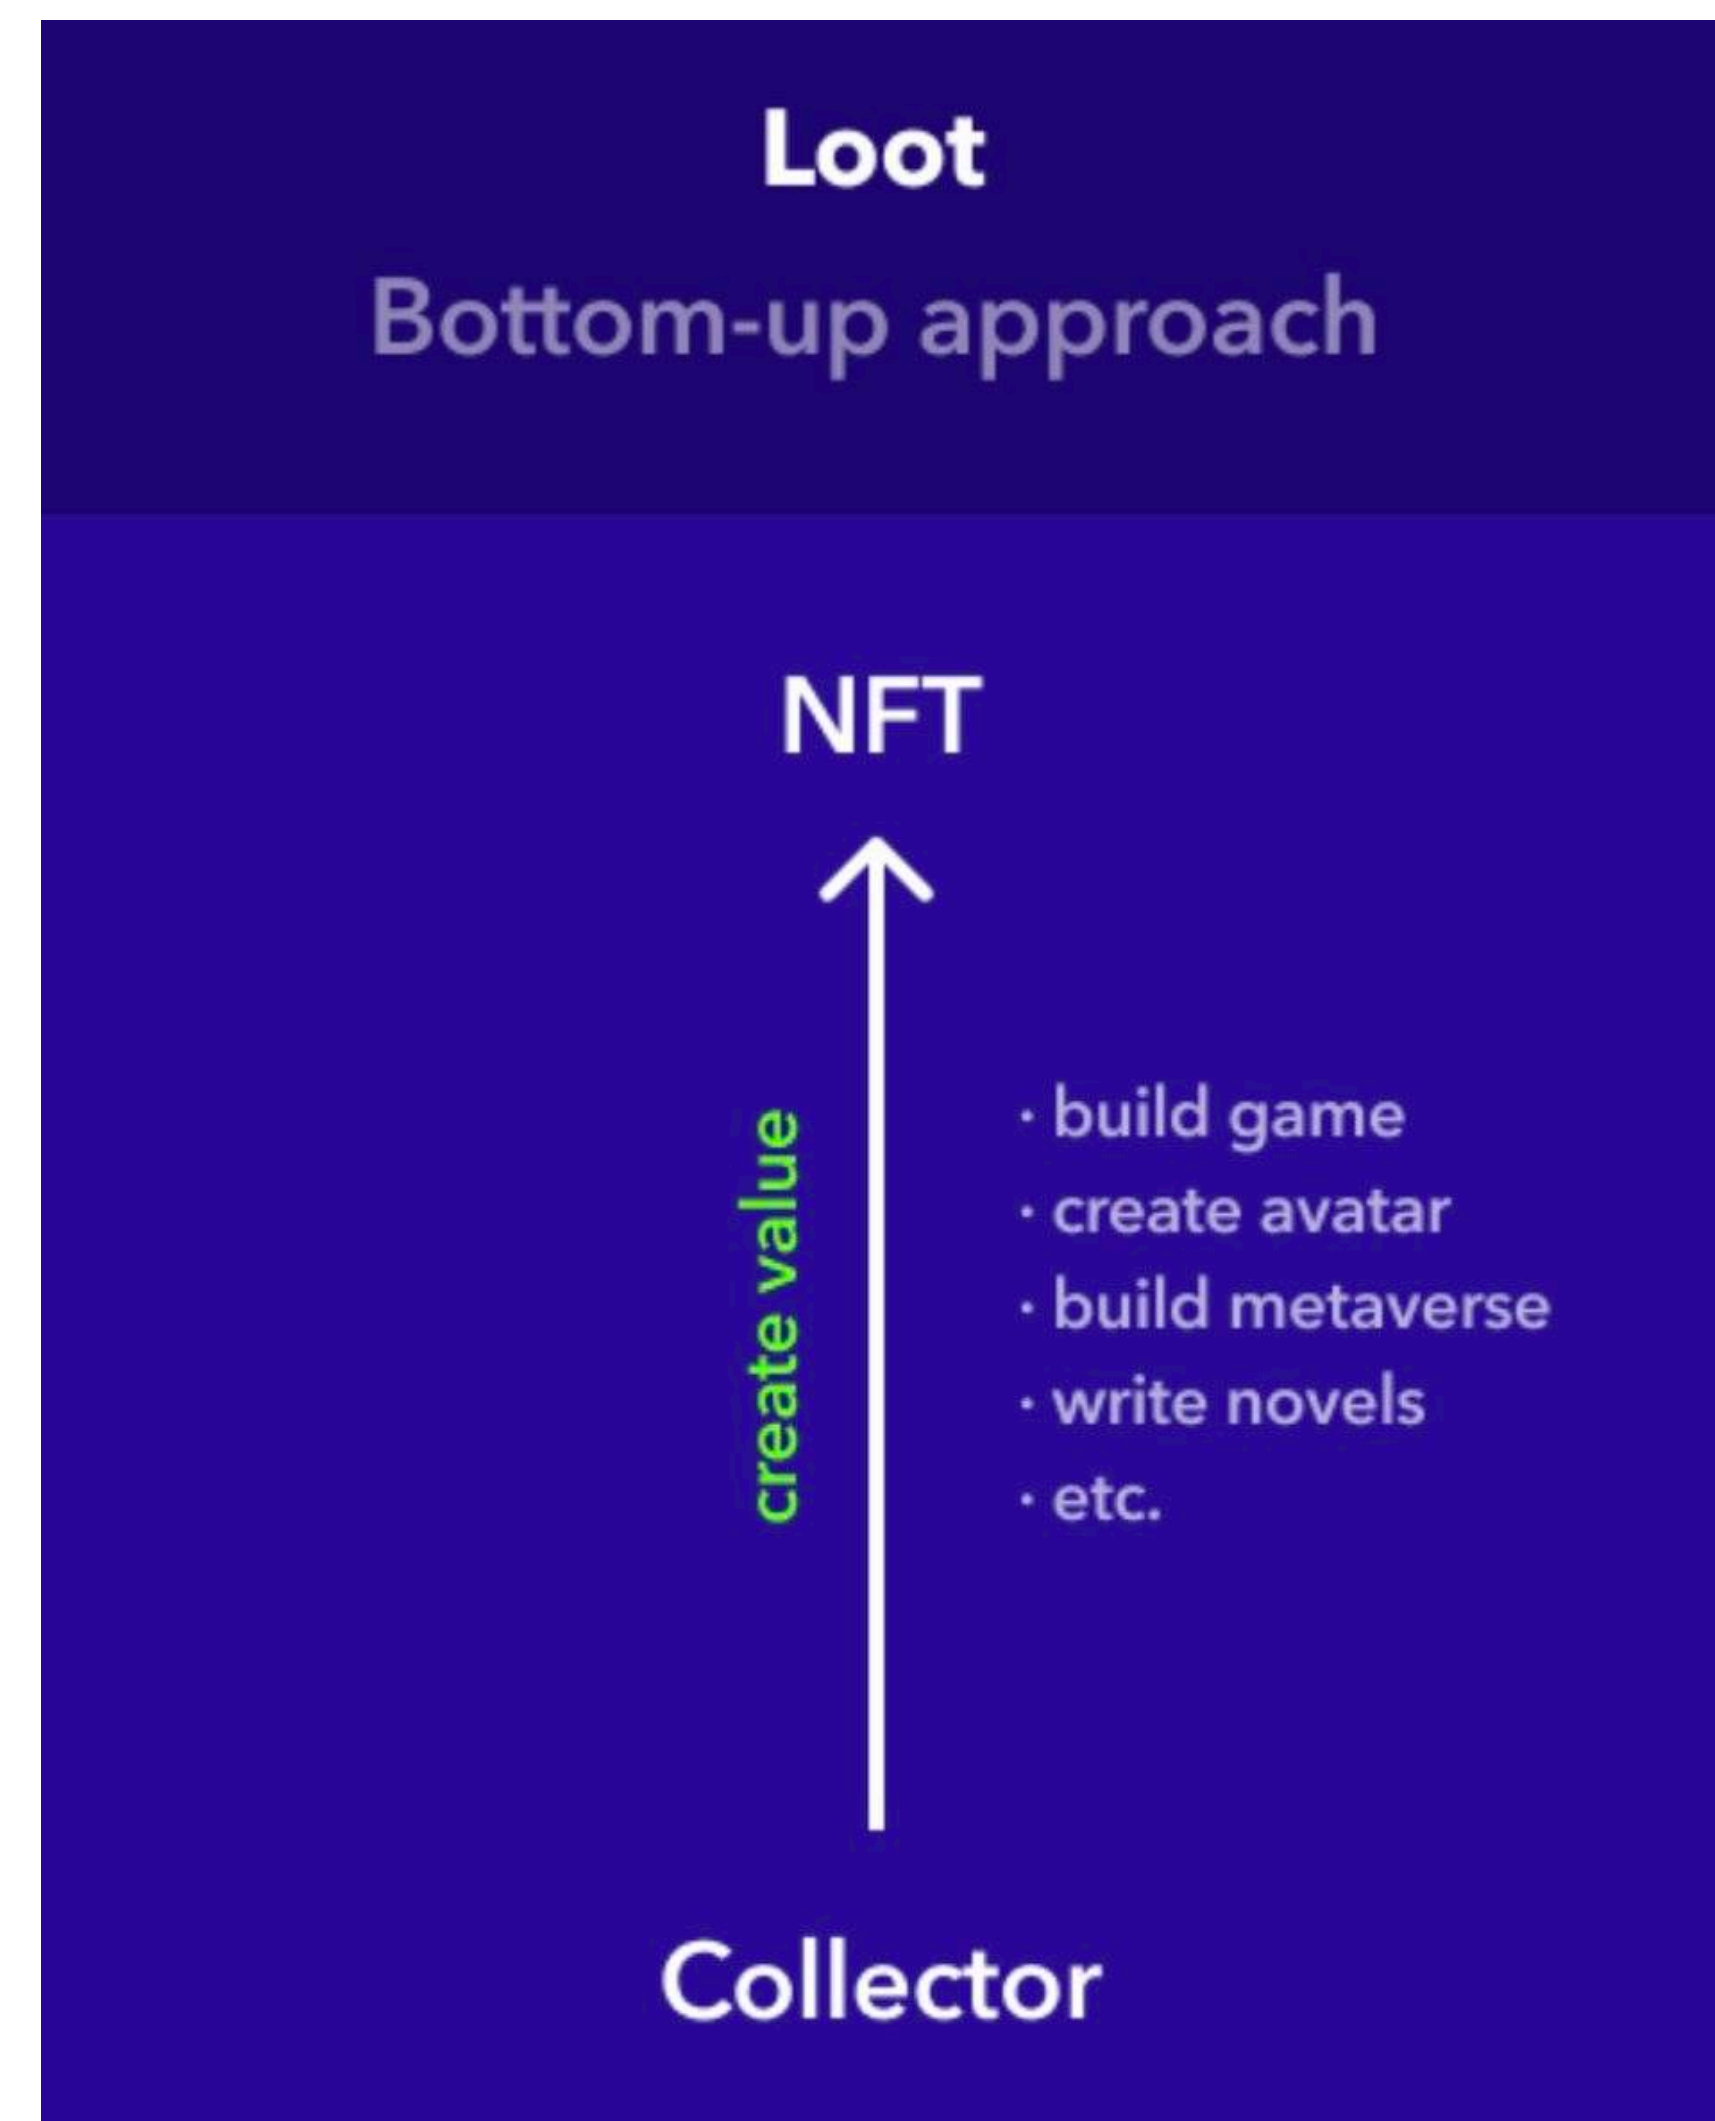 Loot
Bottom-up approach
NFT
create value
· build game
· create avatar
· build metaverse
· write novels
· etc.
Collector